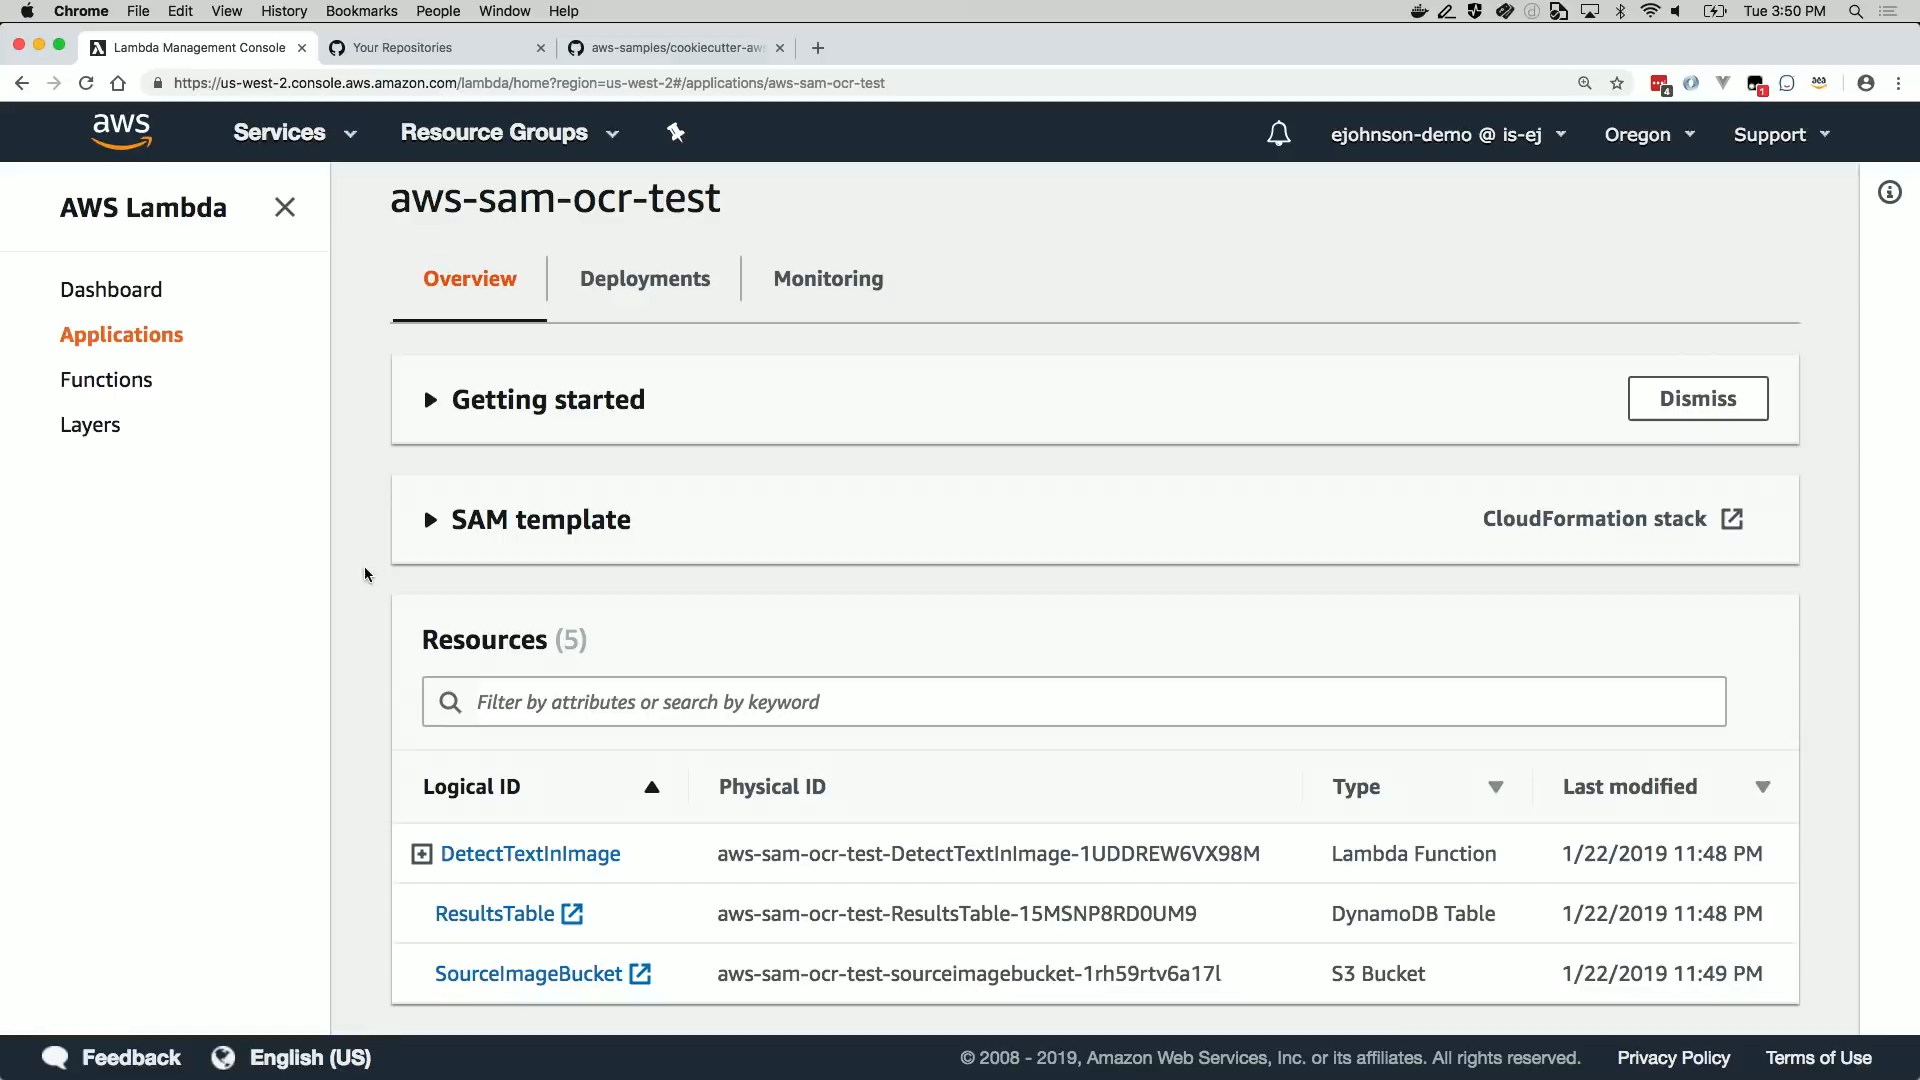 Chrome File Edit View History Bookmarks People Window Help Tue 3:50 PM
Lambda Management Console Your Repositories aws-samples/cookiecutter-aws
https://us-west-2.console.aws.amazon.com/lambda/home?region=us-west-2#/applications/aws-sam-ocr-test
4
1
aws Services Resource Groups ejohnson-demo @ is-ej Oregon Support
AWS Lambda
Dashboard
Applications
Functions
Layers
aws-sam-ocr-test
Overview Deployments Monitoring
Getting started Dismiss
SAM template CloudFormation stack
Resources (5)
Filter by attributes or search by keyword
Logical ID Physical ID Type Last modified
DetectTextInImage aws-sam-ocr-test-DetectTextInImage-1UDDREW6VX98M Lambda Function 1/22/2019 11:48 PM
ResultsTable aws-sam-ocr-test-ResultsTable-15MSNP8RD0UM9 DynamoDB Table 1/22/2019 11:48 PM
SourceImageBucket aws-sam-ocr-test-sourceimagebucket-1rh59rtv6a17l S3 Bucket 1/22/2019 11:49 PM
Feedback English (US) © 2008 - 2019, Amazon Web Services, Inc. or its affiliates. All rights reserved. Privacy Policy Terms of Use